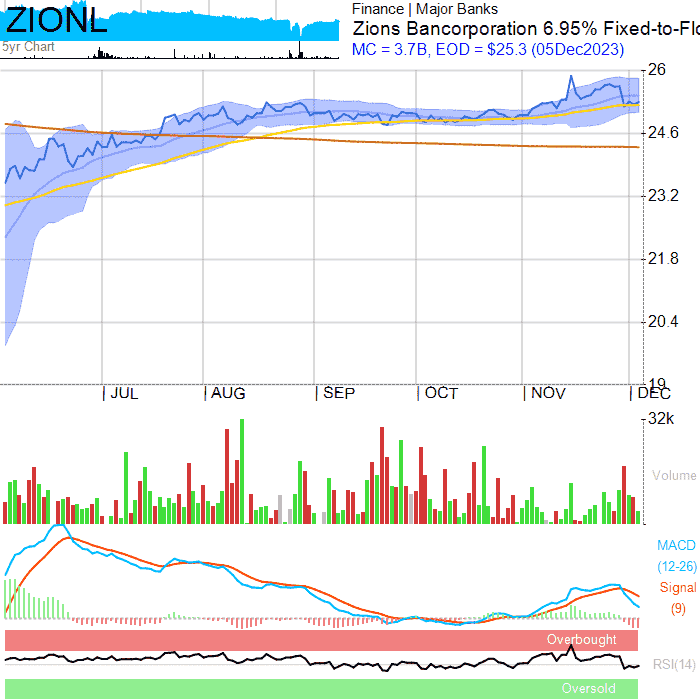 ZIONL
5yr Chart
Finance | Major Banks
Zions Bancorporation 6.95% Fixed-to-Flo
MC = 3.7B, EOD = $25.3 (05Dec2023)
26
24.6
23.2
21.8
20.4
19
JUL AUG SEP OCT NOV DEC
32k
Volume
MACD
(12-26)
Signal
(9)
Overbought
RSI(14)
Oversold